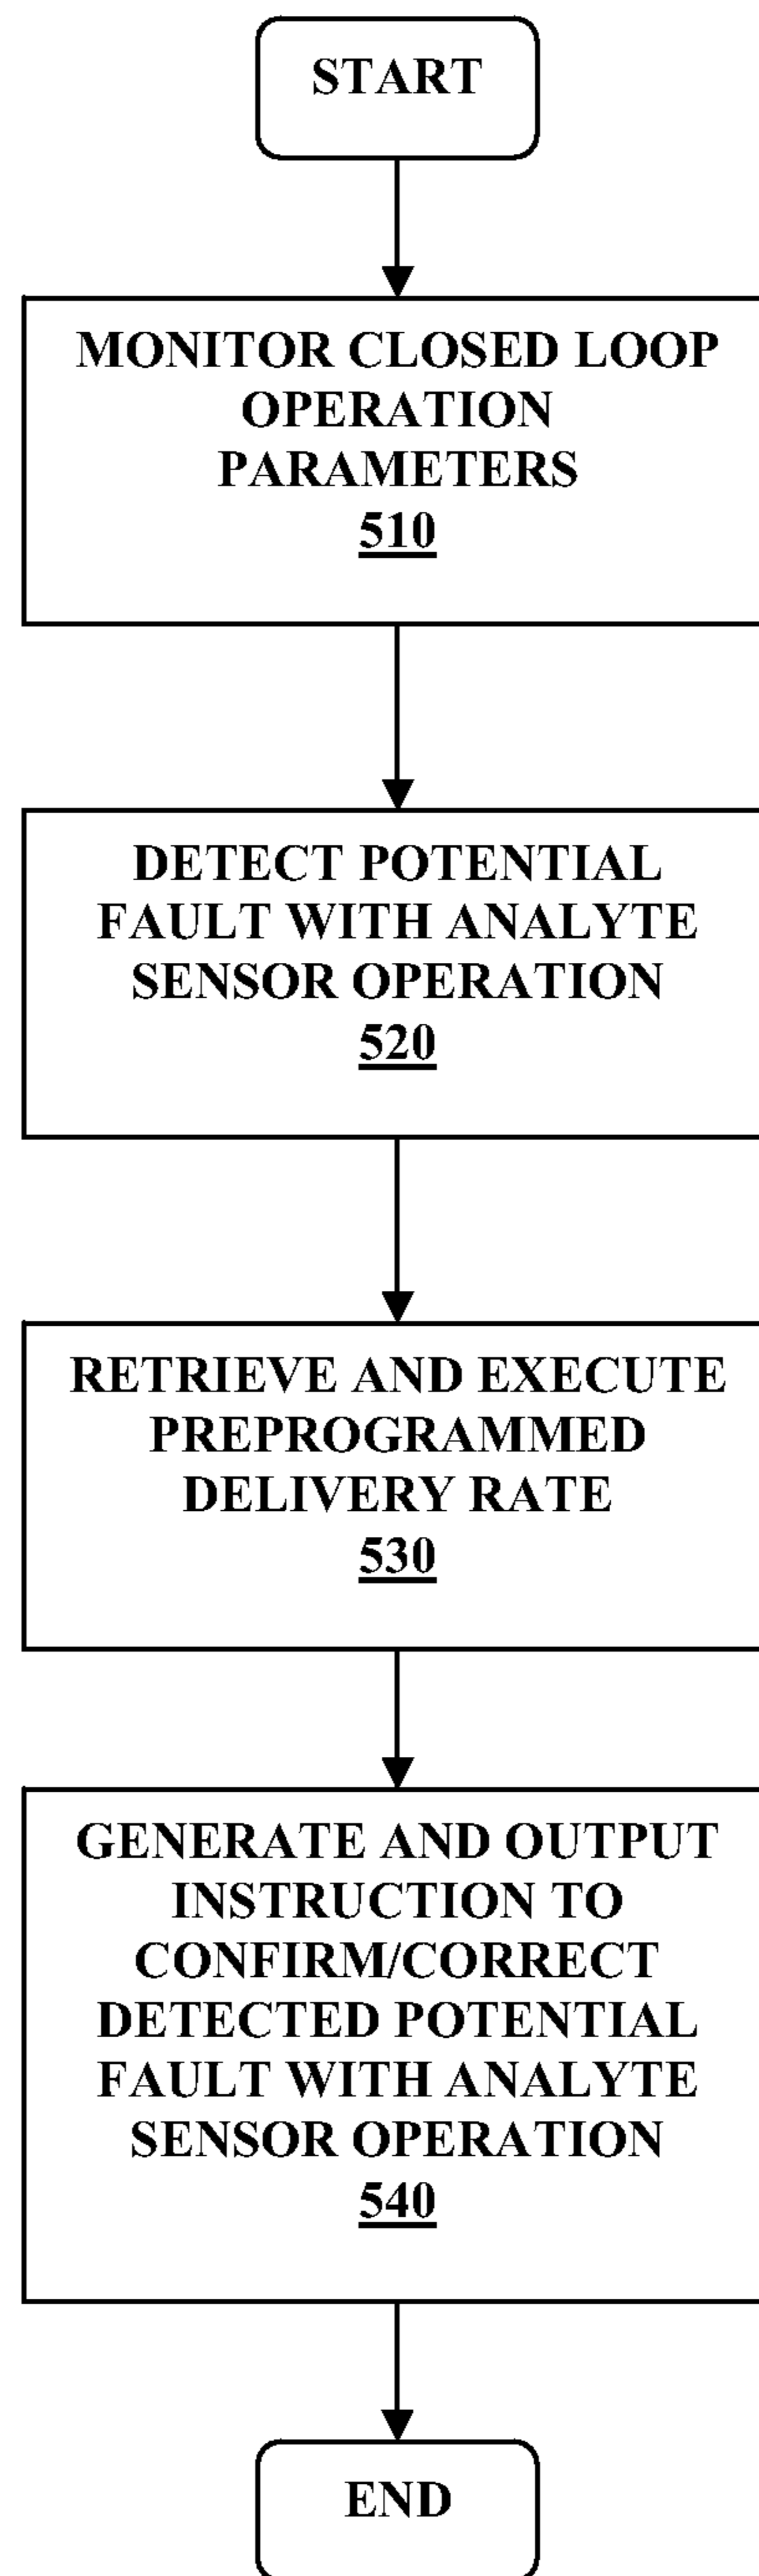 START
MONITOR CLOSED LOOP
OPERATION
PARAMETERS
510
DETECT POTENTIAL
FAULT WITH ANALYTE
SENSOR OPERATION
520
RETRIEVE AND EXECUTE
PREPROGRAMMED
DELIVERY RATE
530
GENERATE AND OUTPUT
INSTRUCTION TO
CONFIRM/CORRECT
DETECTED POTENTIAL
FAULT WITH ANALYTE
SENSOR OPERATION
540
END